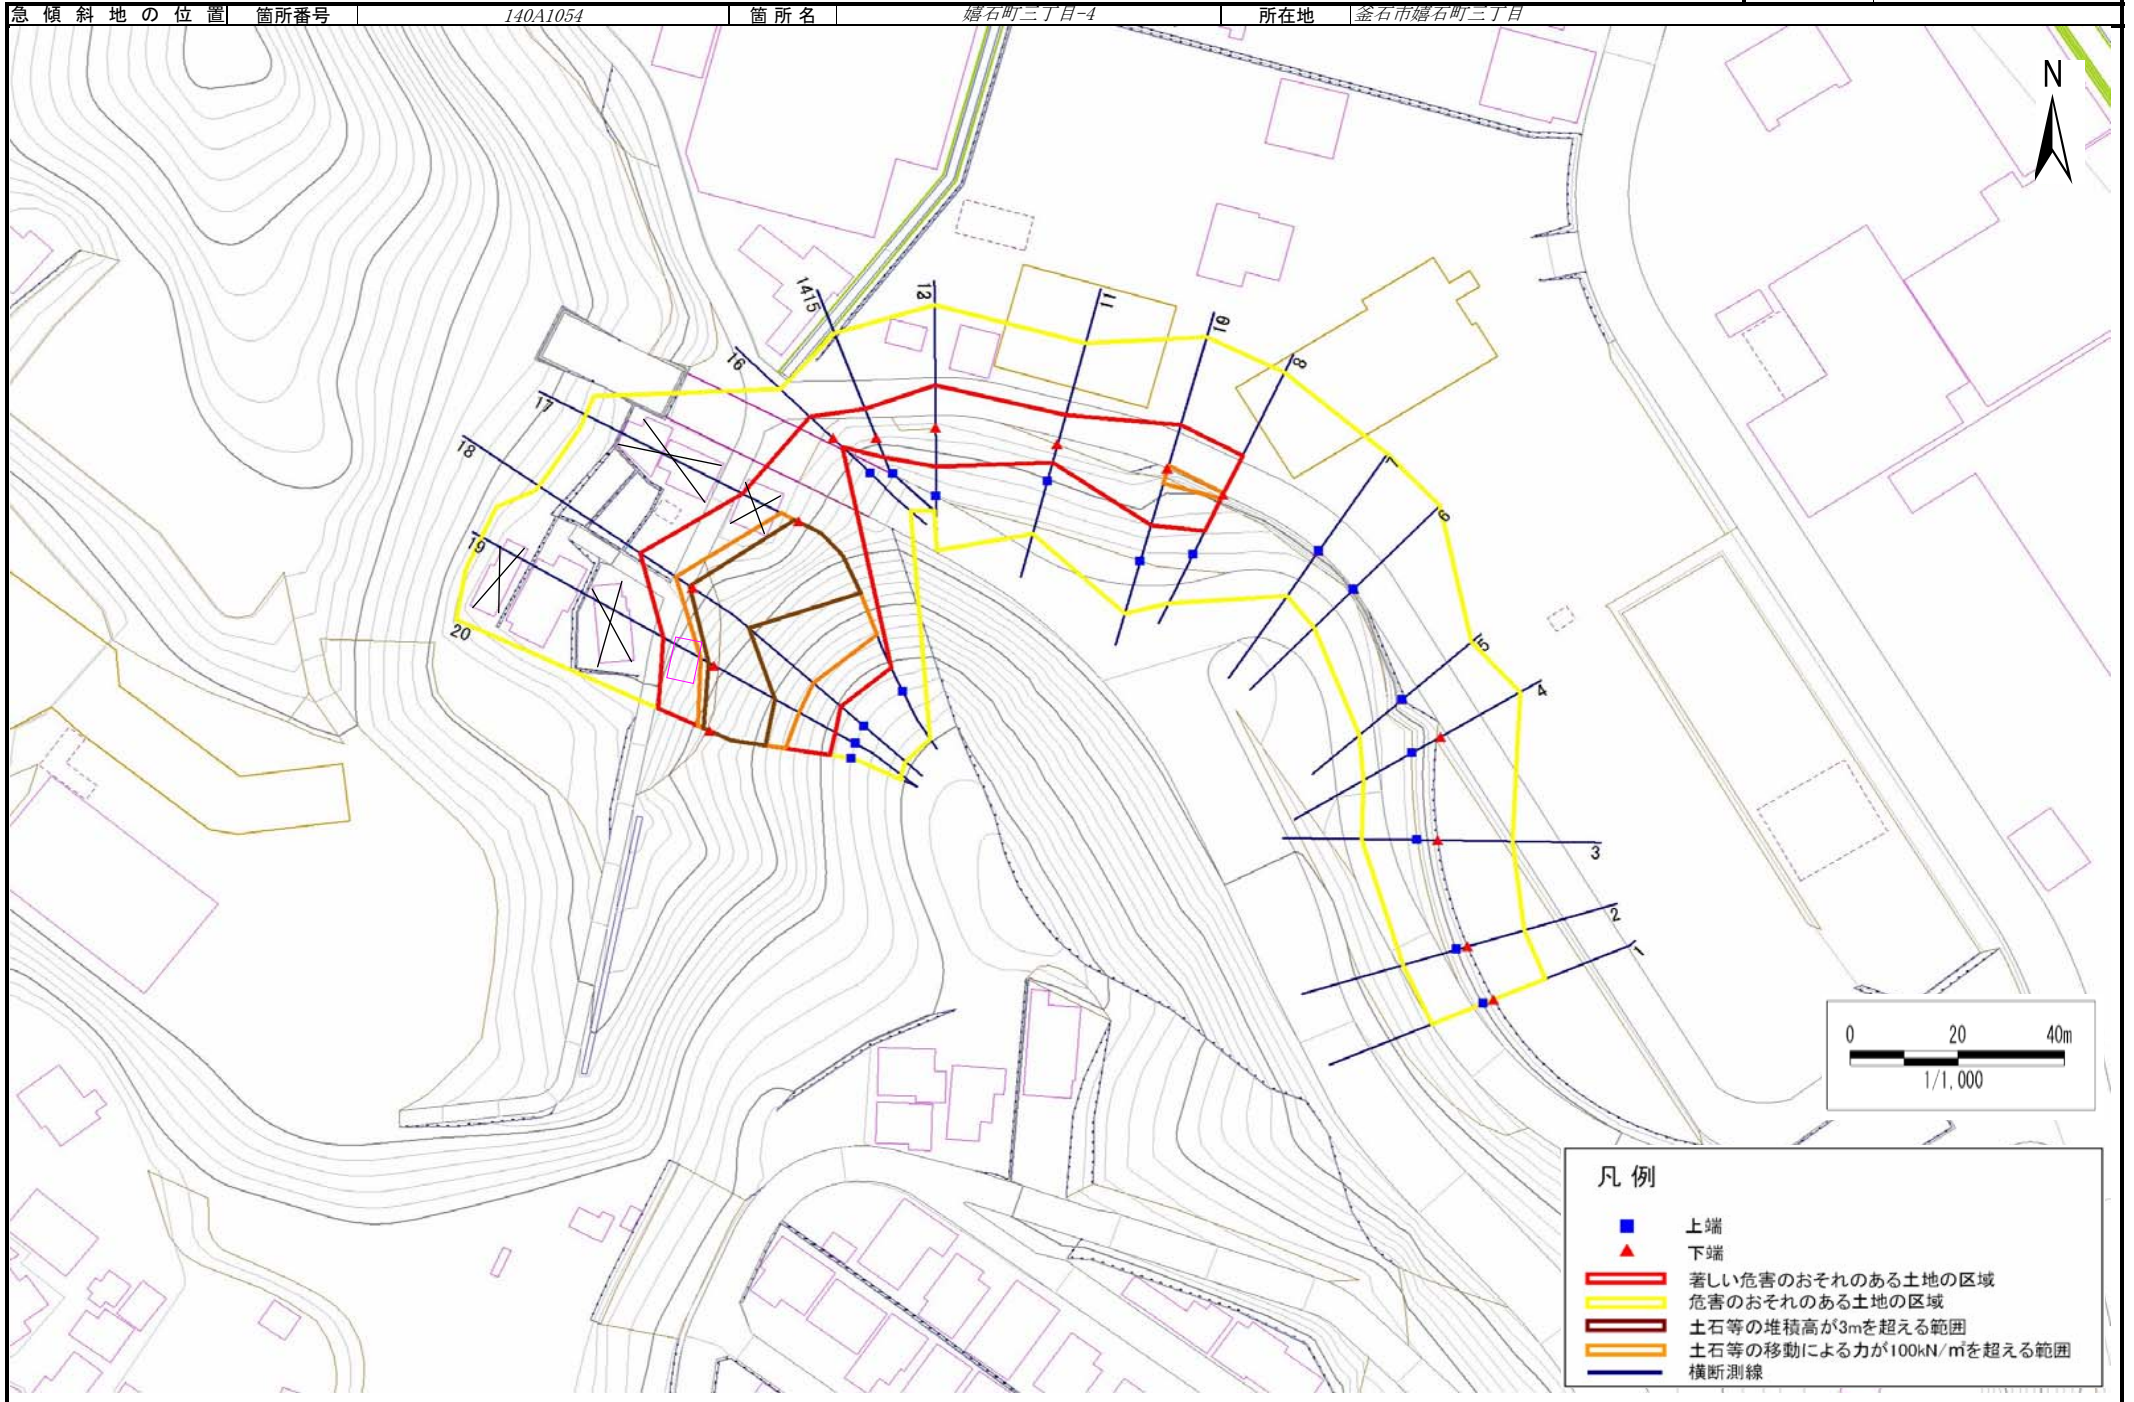 急傾斜地の位置 箇所番号 140A1054 箇所名 嬉石町三丁目-4 所在地 釜石市嬉石町三丁目
N
1415
12
11
10
8
16
17
18
7
6
19
20
5
4
3
2
1
0 20 40m
1/1,000
凡例
上端
下端
著しい危害のおそれのある土地の区域
危害のおそれのある土地の区域
土石等の堆積高が3mを超える範囲
土石等の移動による力が100kN/㎡を超える範囲
横断測線